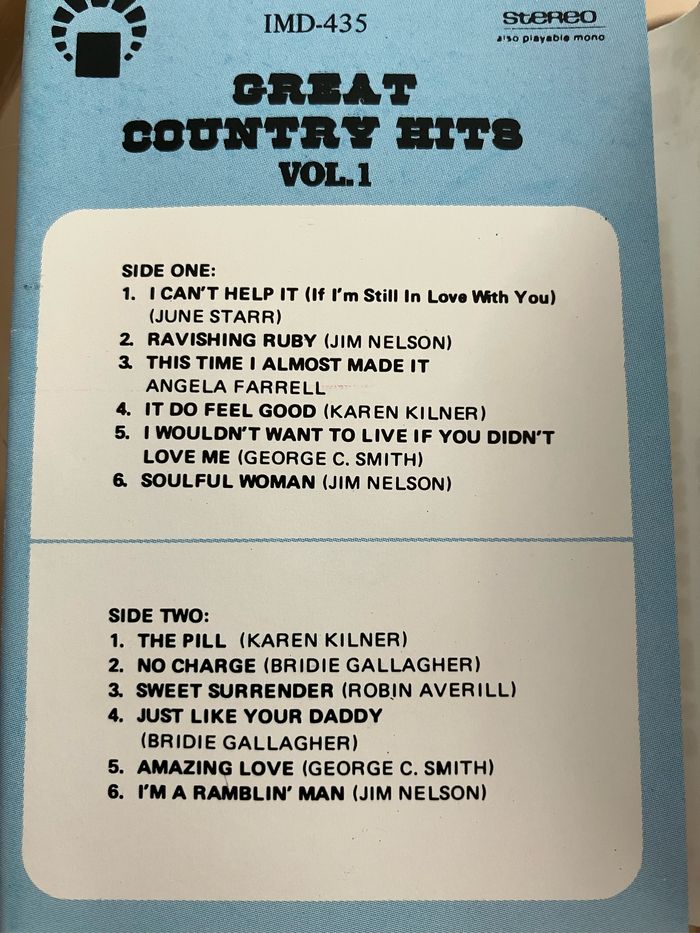 IMD-435
STEREO
also playable mono
GREAT
COUNTRY HITS
VOL.1
SIDE ONE:
1. I CAN'T HELP IT (If I'm Still In Love With You)
(JUNE STARR)
2. RAVISHING RUBY (JIM NELSON)
3. THIS TIME I ALMOST MADE IT
ANGELA FARRELL
4. IT DO FEEL GOOD (KAREN KILNER)
5. I WOULDN'T WANT TO LIVE IF YOU DIDN'T
LOVE ME (GEORGE C. SMITH)
6. SOULFUL WOMAN (JIM NELSON)
SIDE TWO:
1. THE PILL (KAREN KILNER)
2. NO CHARGE (BRIDIE GALLAGHER)
3. SWEET SURRENDER (ROBIN AVERILL)
4. JUST LIKE YOUR DADDY
(BRIDIE GALLAGHER)
5. AMAZING LOVE (GEORGE C. SMITH)
6. I'M A RAMBLIN' MAN (JIM NELSON)